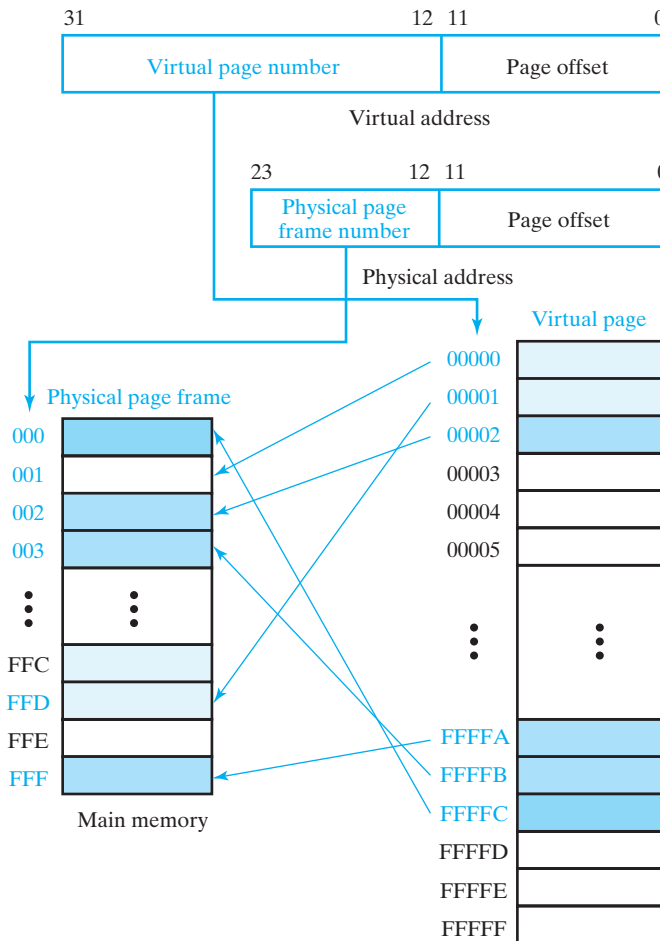 31 12 11 0
Virtual page number Page offset
Virtual address
23 12 11 0
Physical page frame number Page offset
Physical address
Virtual page
Physical page frame
000
001
002
003
FFC
FFD
FFE
FFF
Main memory
00000
00001
00002
00003
00004
00005
FFFFA
FFFFB
FFFFC
FFFFD
FFFFE
FFFFF